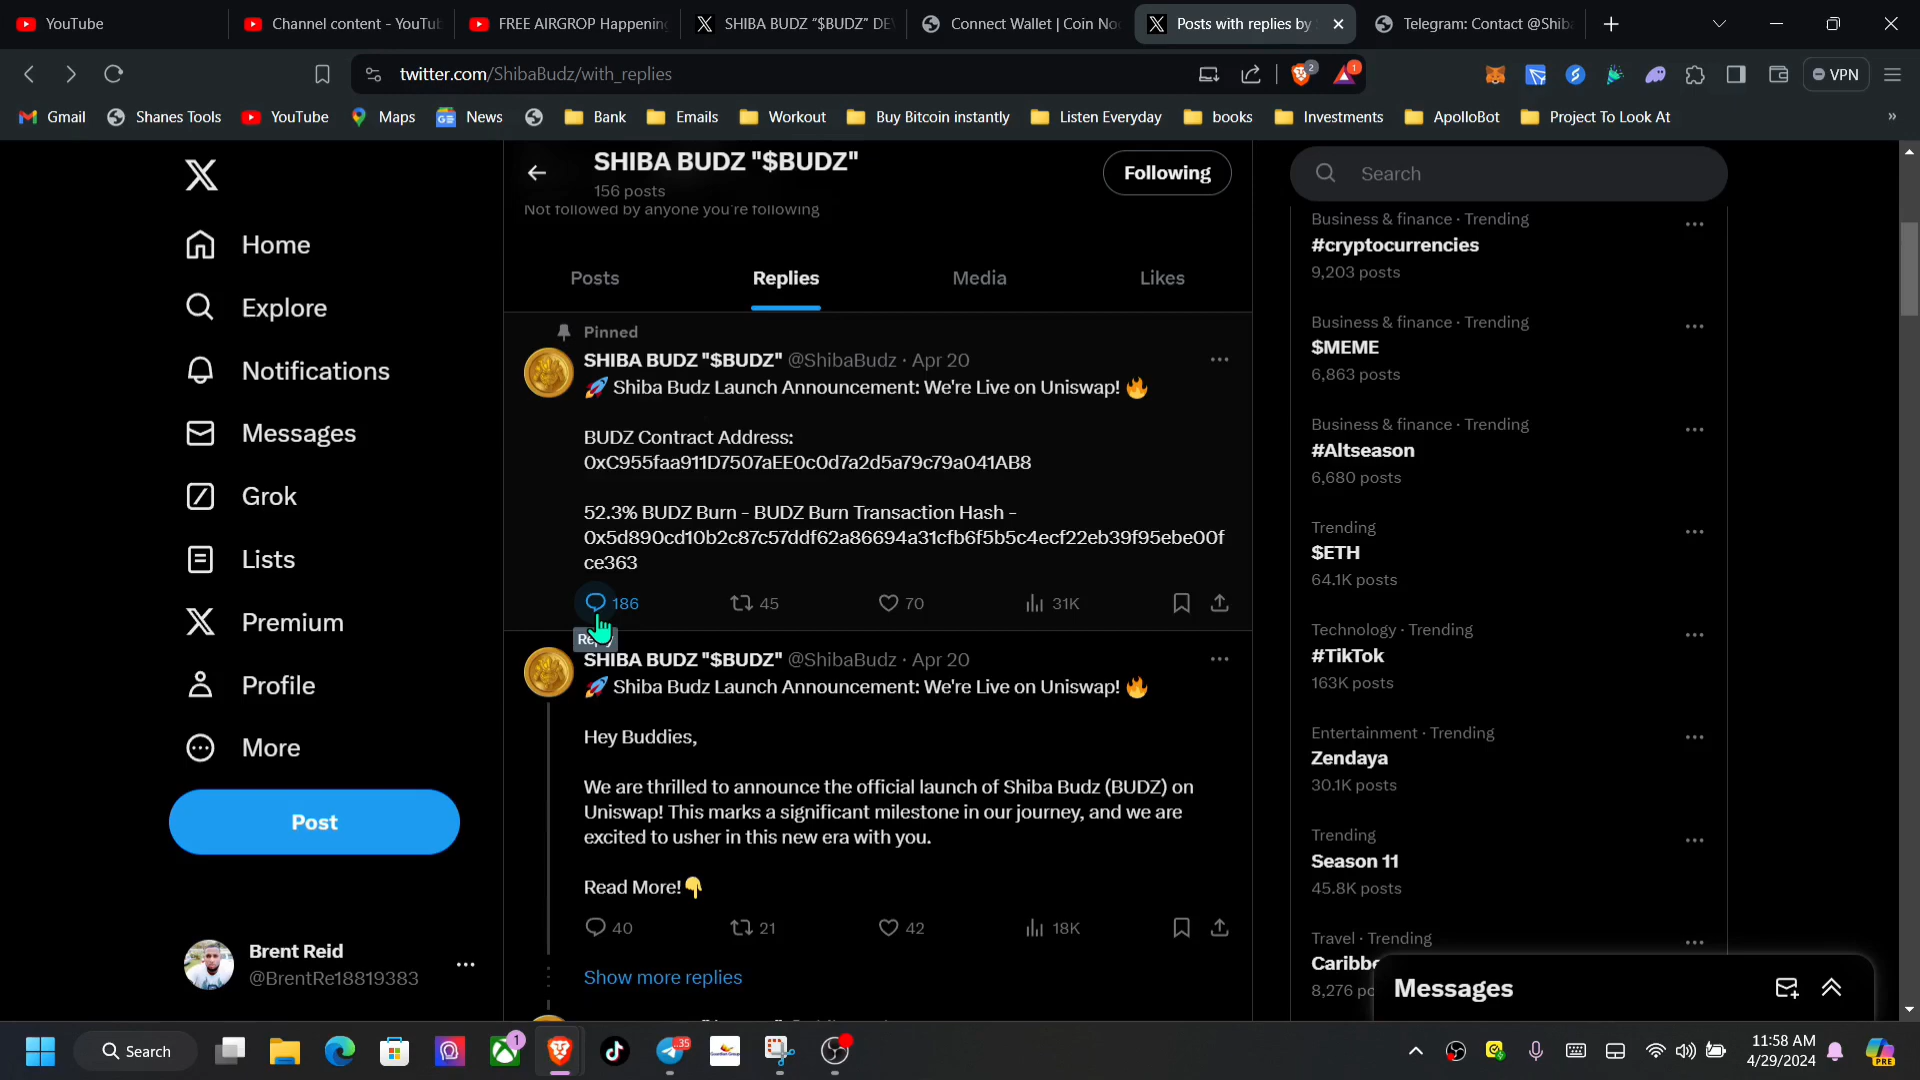 YouTube
Channel content - YouTub
FREE AIRGROP Happening
SHIBA BUDZ "$BUDZ" DE
Connect Wallet | Coin No
Posts with replies by
Telegram: Contact @Shib
twitter.com/ShibaBudz/with_replies
2
1
VPN
Gmail
Shanes Tools
YouTube
Maps
News
Bank
Emails
Workout
Buy Bitcoin instantly
Listen Everyday
books
Investments
ApolloBot
Project To Look At
»
Home
Explore
Notifications
Messages
Grok
Lists
Premium
Profile
More
Post
Brent Reid
@BrentRe18819383
SHIBA BUDZ "$BUDZ"
156 posts
Following
Not followed by anyone you're following
Posts
Replies
Media
Likes
Pinned
SHIBA BUDZ "$BUDZ" @ShibaBudz · Apr 20
🚀 Shiba Budz Launch Announcement: We're Live on Uniswap! 🔥
BUDZ Contract Address:
0xC955faa911D7507aEE0c0d7a2d5a79c79a041AB8
52.3% BUDZ Burn - BUDZ Burn Transaction Hash -
0x5d890cd10b2c87c57ddf62a86694a31cfb6f5b5c4ecf22eb39f95ebe00f
ce363
186
45
70
31K
SHIBA BUDZ "$BUDZ" @ShibaBudz · Apr 20
🚀 Shiba Budz Launch Announcement: We're Live on Uniswap! 🔥
Hey Buddies,
We are thrilled to announce the official launch of Shiba Budz (BUDZ) on
Uniswap! This marks a significant milestone in our journey, and we are
excited to usher in this new era with you.
Read More!👇
40
21
42
18K
Show more replies
Search
Business & finance · Trending
#cryptocurrencies
9,203 posts
Business & finance · Trending
$MEME
6,863 posts
Business & finance · Trending
#Altseason
6,680 posts
Trending
$ETH
64.1K posts
Technology · Trending
#TikTok
163K posts
Entertainment · Trending
Zendaya
30.1K posts
Trending
Season 11
45.8K posts
Travel · Trending
Caribbe
8,276 po
Messages
Search
1
35
11:58 AM
4/29/2024
PRE